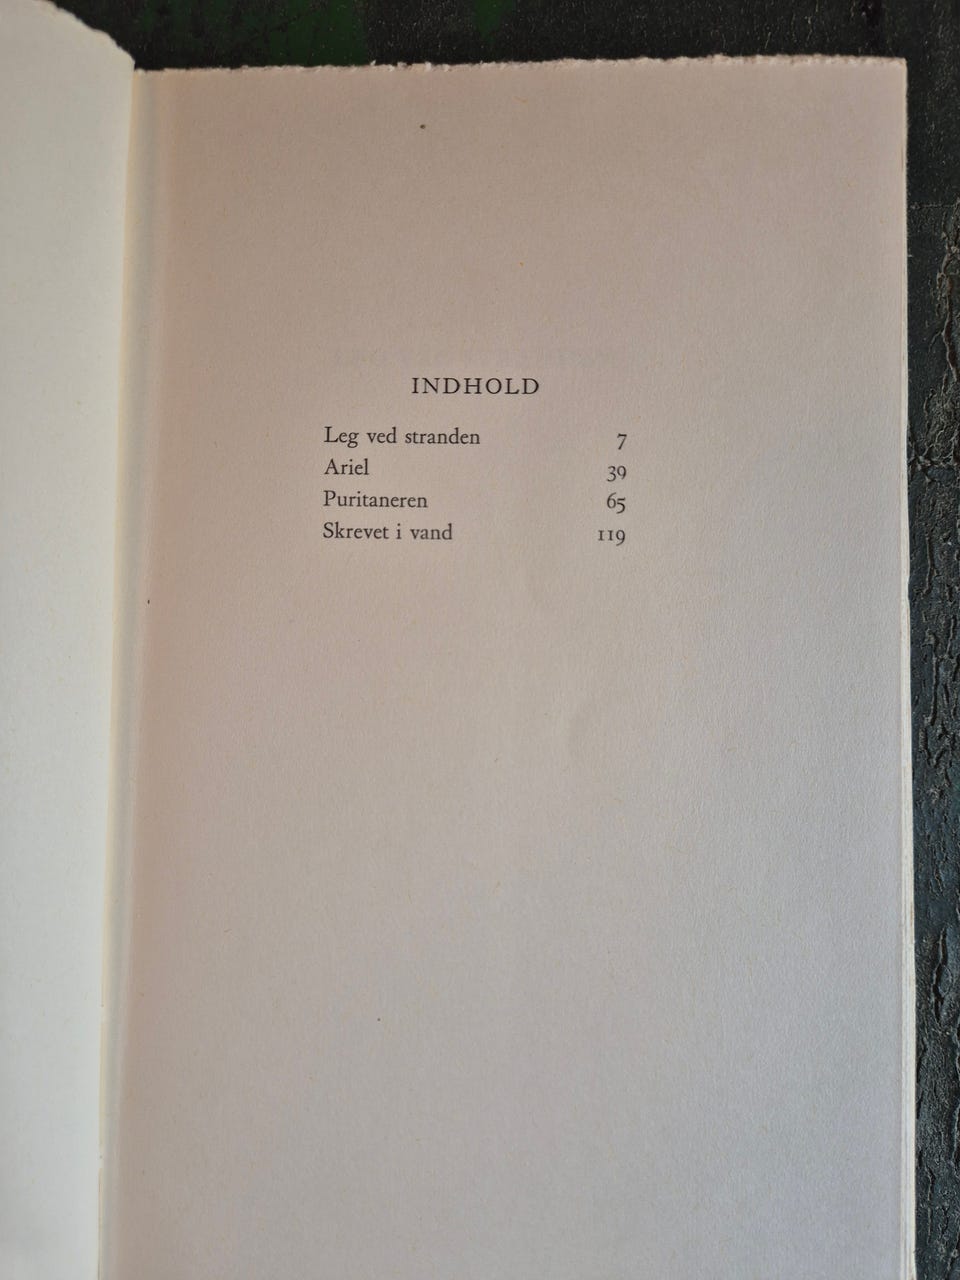 INDHOLD
Leg ved stranden 7
Ariel 39
Puritaneren 65
Skrevet i vand 119